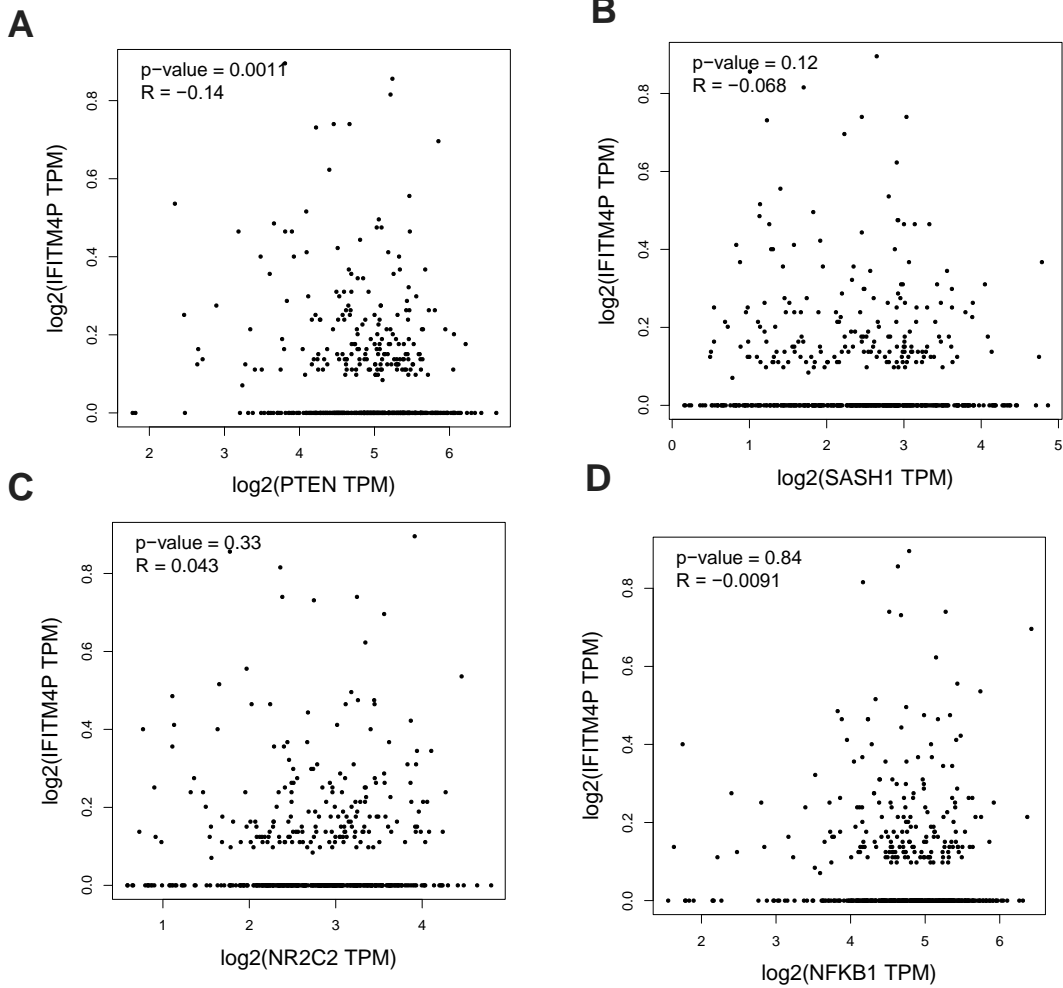 A
p−value = 0.0011
R = −0.14
0.0 0.2 0.4 0.6 0.8
log2(IFITM4P TPM)
2 3 4 5 6
log2(PTEN TPM)
B
p−value = 0.12
R = −0.068
0.0 0.2 0.4 0.6 0.8
log2(IFITM4P TPM)
0 1 2 3 4 5
log2(SASH1 TPM)
C
p−value = 0.33
R = 0.043
0.0 0.2 0.4 0.6 0.8
log2(IFITM4P TPM)
1 2 3 4
log2(NR2C2 TPM)
D
p−value = 0.84
R = −0.0091
0.0 0.2 0.4 0.6 0.8
log2(IFITM4P TPM)
2 3 4 5 6
log2(NFKB1 TPM)